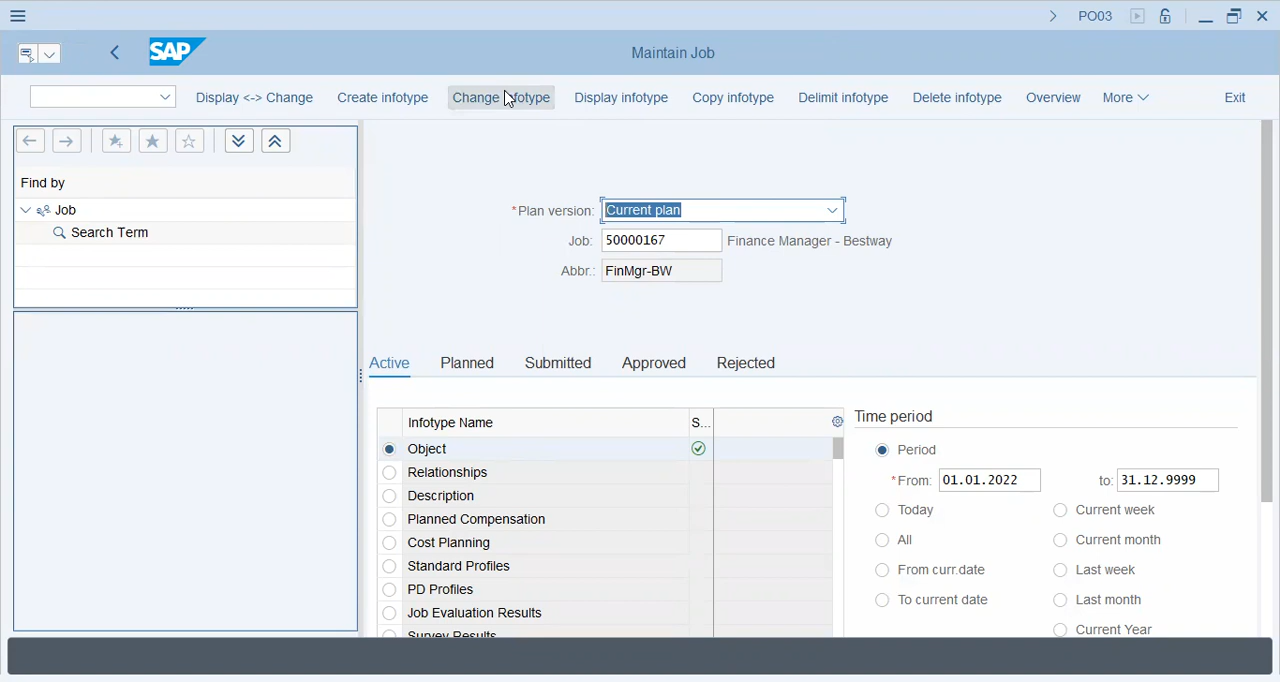 PO03
SAP
Maintain Job
Display <-> Change Create infotype Change infotype Display infotype Copy infotype Delimit infotype Delete infotype Overview More Exit
Find by
Job
Search Term
*Plan version: Current plan
Job: 50000167 Finance Manager - Bestway
Abbr.: FinMgr-BW
Active Planned Submitted Approved Rejected
Infotype Name S...
Object
Relationships
Description
Planned Compensation
Cost Planning
Standard Profiles
PD Profiles
Job Evaluation Results
Survey Results
Time period
Period
*From: 01.01.2022 to: 31.12.9999
Today Current week
All Current month
From curr.date Last week
To current date Last month
Current Year